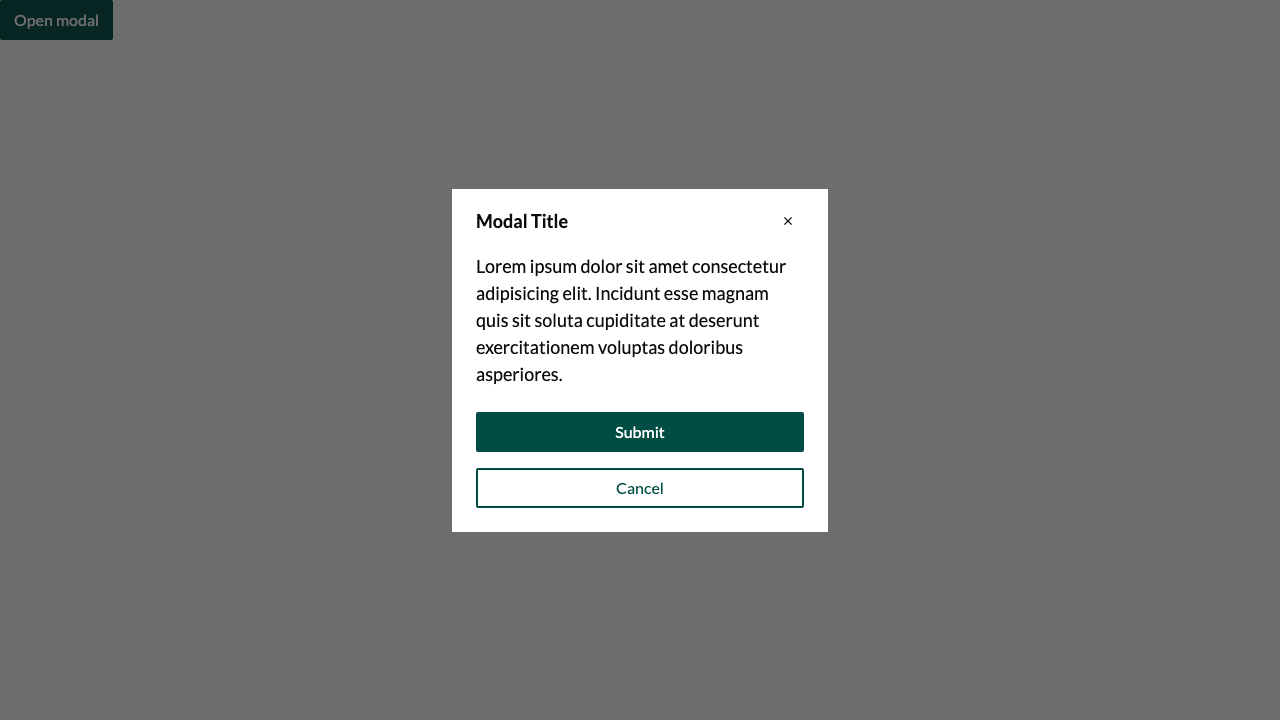 Open modal
Modal Title
×
Lorem ipsum dolor sit amet consectetur
adipisicing elit. Incidunt esse magnam
quis sit soluta cupiditate at deserunt
exercitationem voluptas doloribus
asperiores.
Submit
Cancel